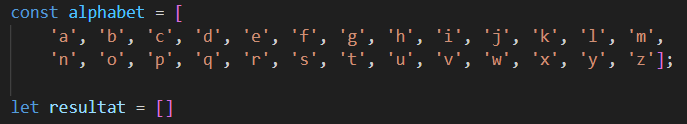 const alphabet = [
    'a', 'b', 'c', 'd', 'e', 'f', 'g', 'h', 'i', 'j', 'k', 'l', 'm',
    'n', 'o', 'p', 'q', 'r', 's', 't', 'u', 'v', 'w', 'x', 'y', 'z'];
let resultat = []